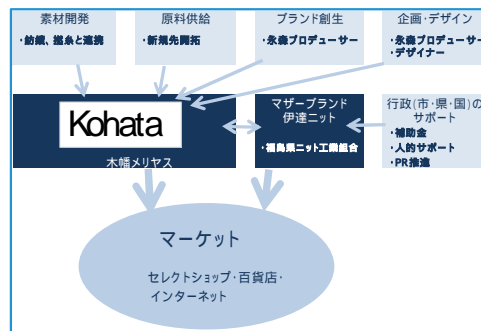 素材開発
・紡績、撚糸と連携
原料供給
・新規先開拓
ブランド創生
・永森プロデューサー
企画・デザイン
・永森プロデューサー
・デザイナー
Kohata
木幡メリヤス
マザーブランド
伊達ニット
・福島県ニット工業組合
行政(市・県・国)の
サポート
・補助金
・人的サポート
・PR推進
マーケット
セレクトショップ・百貨店・
インターネット